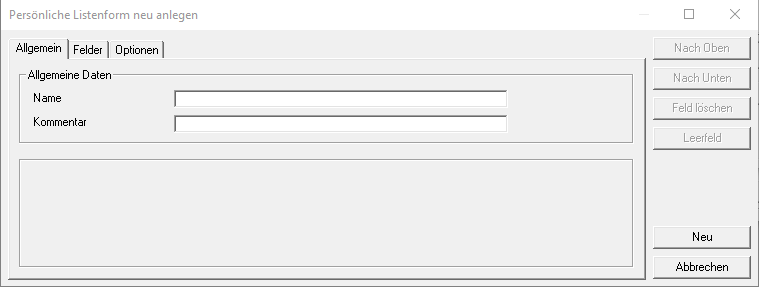 Persönliche Listenform neu anlegen
Allgemein Felder Optionen
Allgemeine Daten
Name
Kommentar
Nach Oben
Nach Unten
Feld löschen
Leerfeld
Neu
Abbrechen